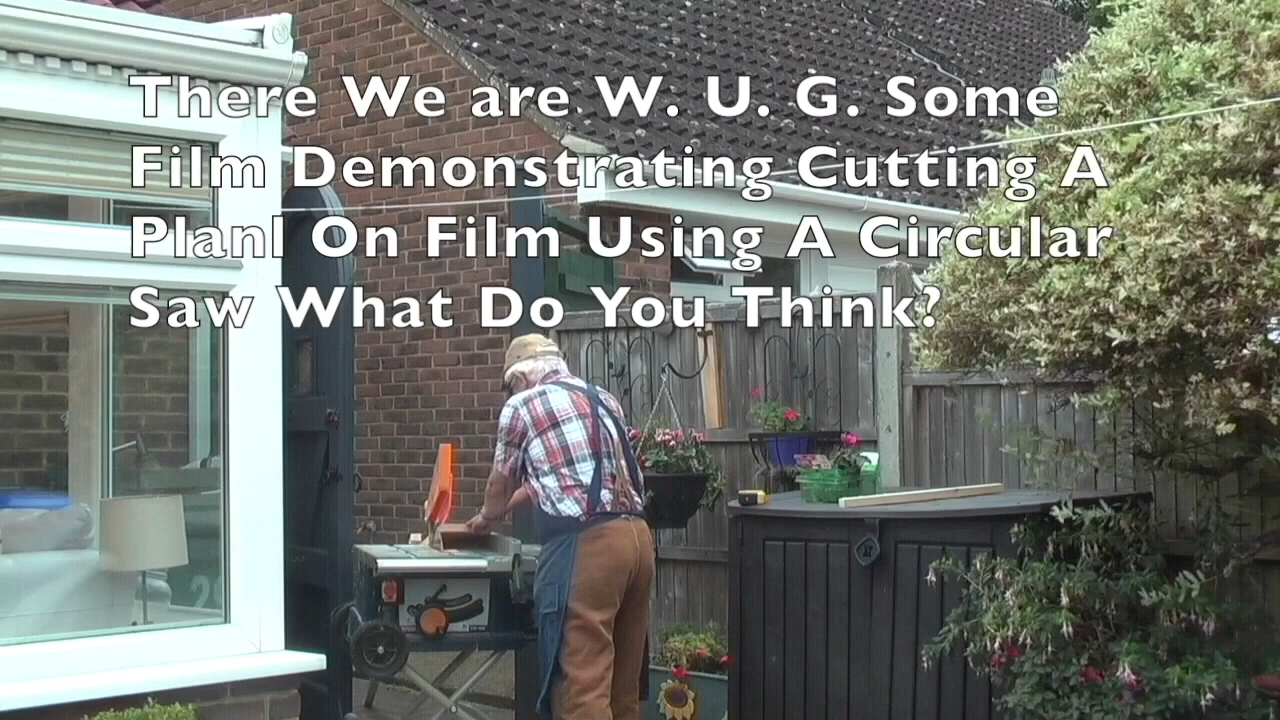 There We are W. U. G. Some
Film Demonstrating Cutting A
Planl On Film Using A Circular
Saw What Do You Think?